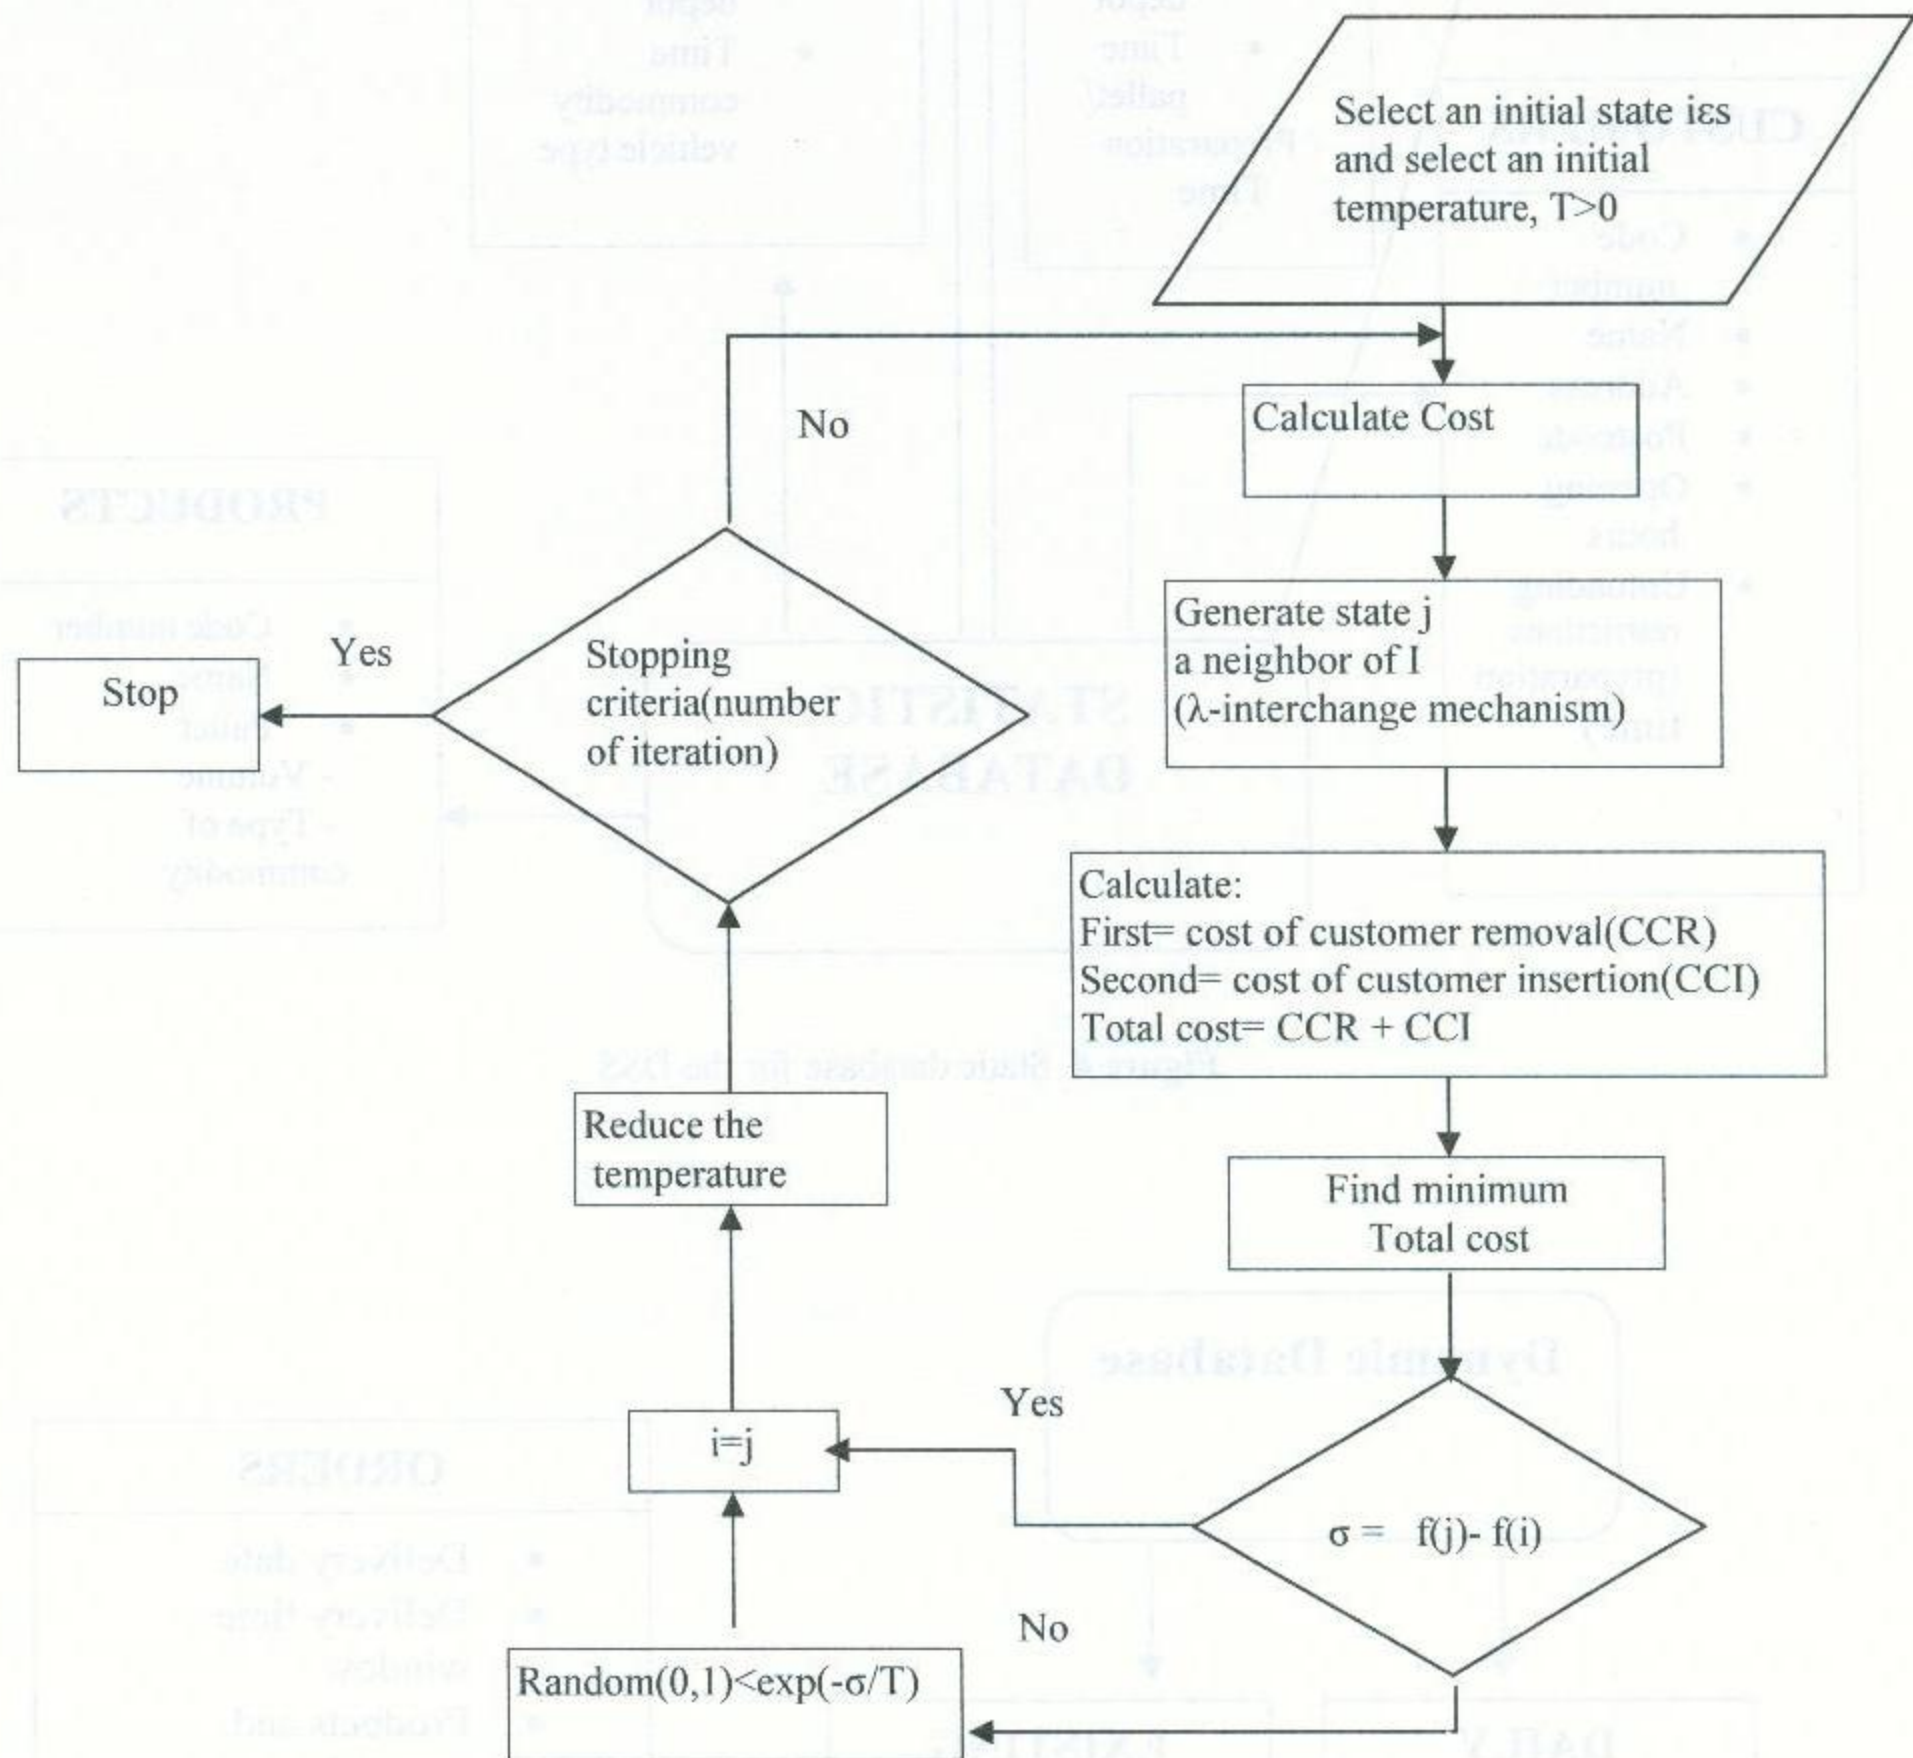 Select an initial state iεs
and select an initial
temperature, T>0
Calculate Cost
Generate state j
a neighbor of I
(λ-interchange mechanism)
Calculate:
First= cost of customer removal(CCR)
Second= cost of customer insertion(CCI)
Total cost= CCR + CCI
Find minimum
Total cost
σ = f(j)- f(i)
Yes
No
Random(0,1)<exp(-σ/T)
i=j
Reduce the
temperature
Stopping
criteria(number
of iteration)
No
Yes
Stop